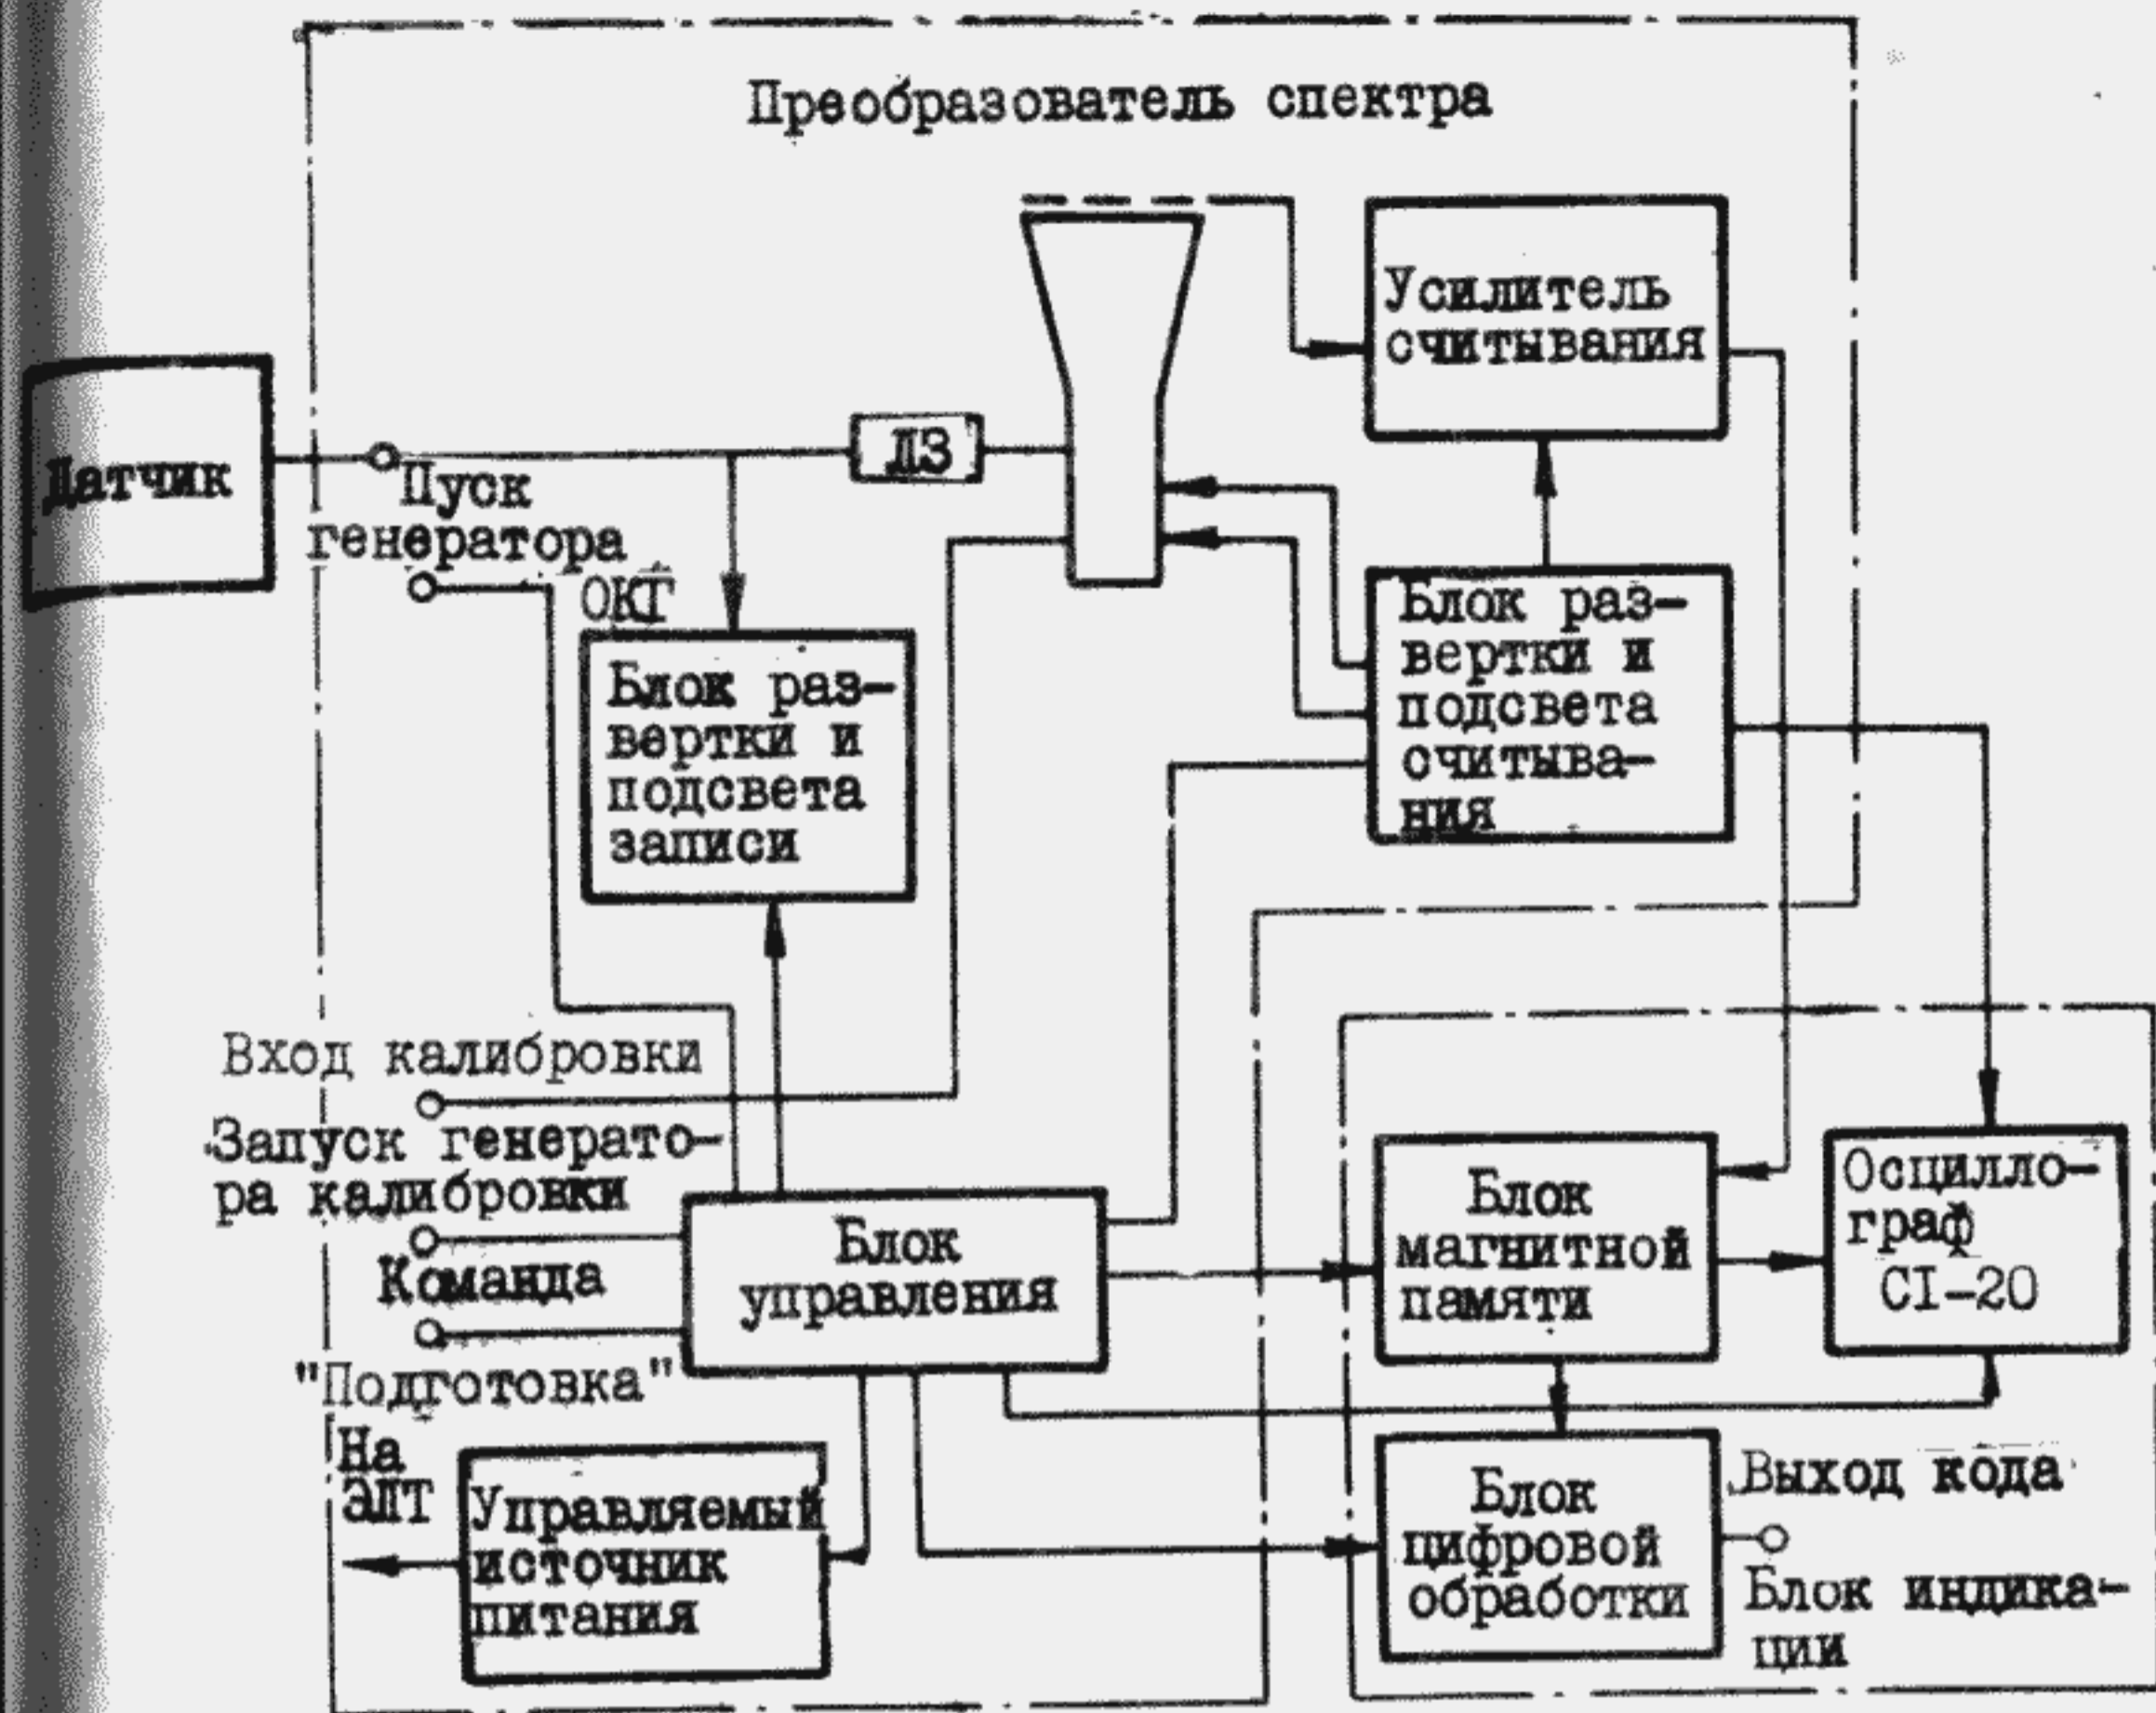 Преобразователь спектра
Усилитель
считывания
Датчик
ЛЗ
Пуск
генератора
ОКГ
Блок раз-
вертки и
подсвета
записи
Блок раз-
вертки и
подсвета
считыва-
ния
Вход калибровки
Запуск генерато-
ра калибровки
Команда
"Подготовка"
Блок
управления
Блок
магнитной
памяти
Осцилло-
граф
CI-20
На
ЭЛТ
Управляемый
источник
питания
Блок
цифровой
обработки
Выход кода
Блок индика-
ции